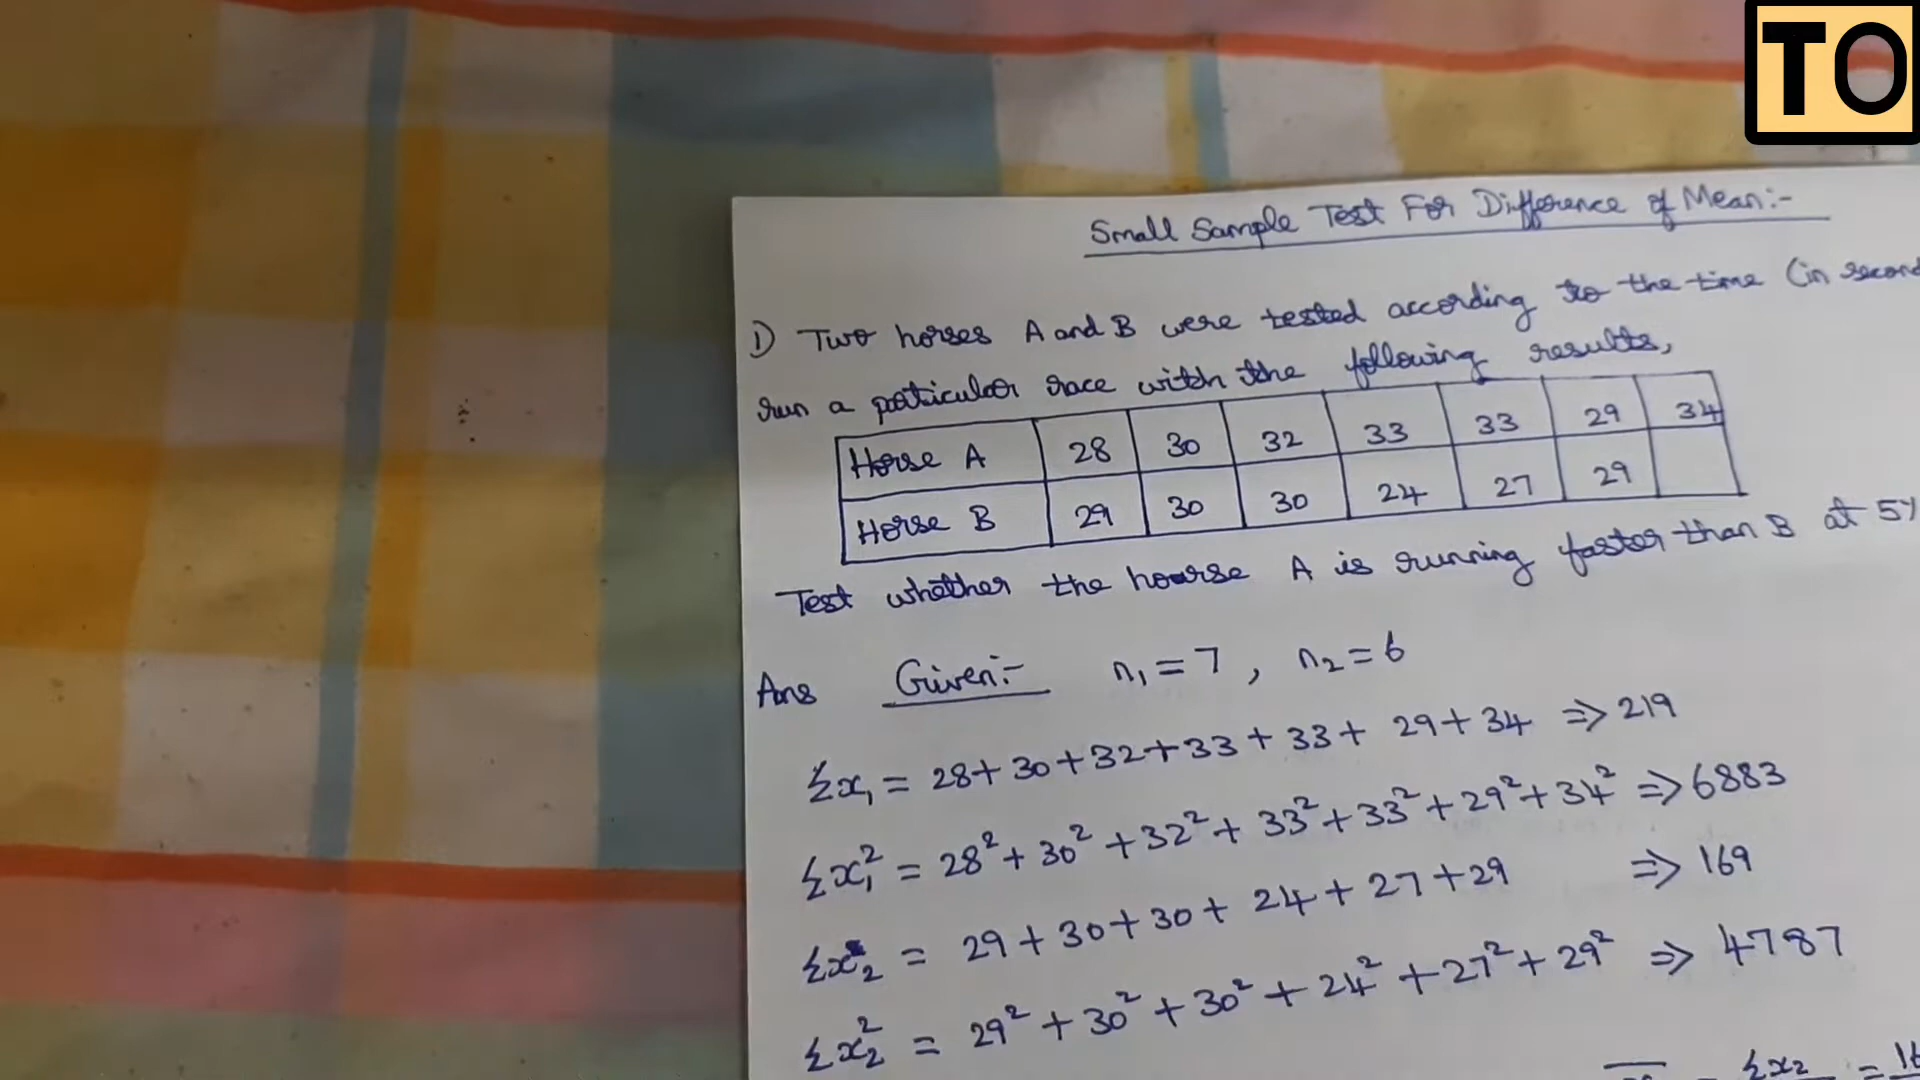 TO
Small Sample Test For Difference of Mean:-
1) Two horses A and B were tested according to the time (in second
run a particular race with the following results,
Horse A 28 30 32 33 33 29 34
Horse B 29 30 30 24 27 29
Test whether the hourse A is running faster than B at 5%
Ans Given:- n₁=7, n₂=6
Σx₁ = 28+30+32+33+33+29+34 ⇒ 219
Σx₁² = 28²+30²+32²+33²+33²+29²+34² ⇒ 6883
Σx₂ = 29+30+30+24+27+29 ⇒ 169
Σx₂² = 29²+30²+30²+24²+27²+29² ⇒ 4787
Σx₂ = 16